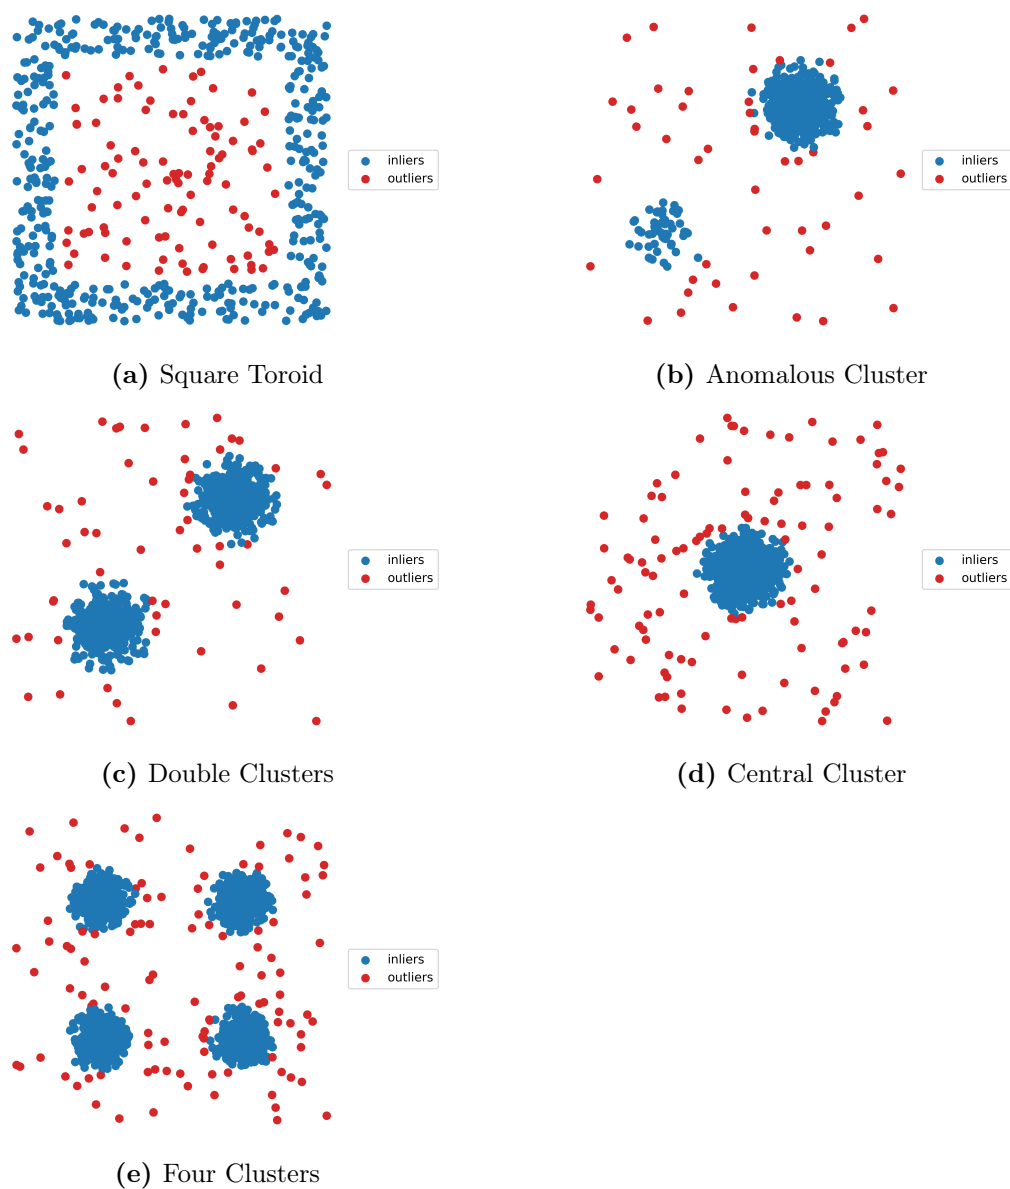 inliers
outliers
inliers
outliers
(a) Square Toroid
(b) Anomalous Cluster
inliers
outliers
inliers
outliers
(c) Double Clusters
(d) Central Cluster
inliers
outliers
(e) Four Clusters